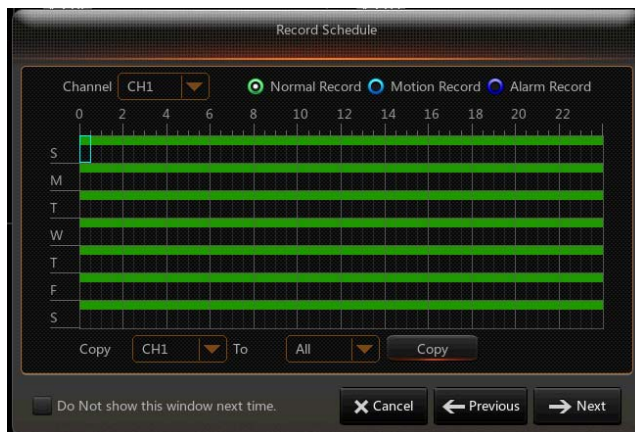 Record Schedule
Channel CH1 Normal Record Motion Record Alarm Record
0 2 4 6 8 10 12 14 16 18 20 22
S
M
T
W
T
F
S
Copy CH1 To All Copy
Do Not show this window next time. Cancel Previous Next